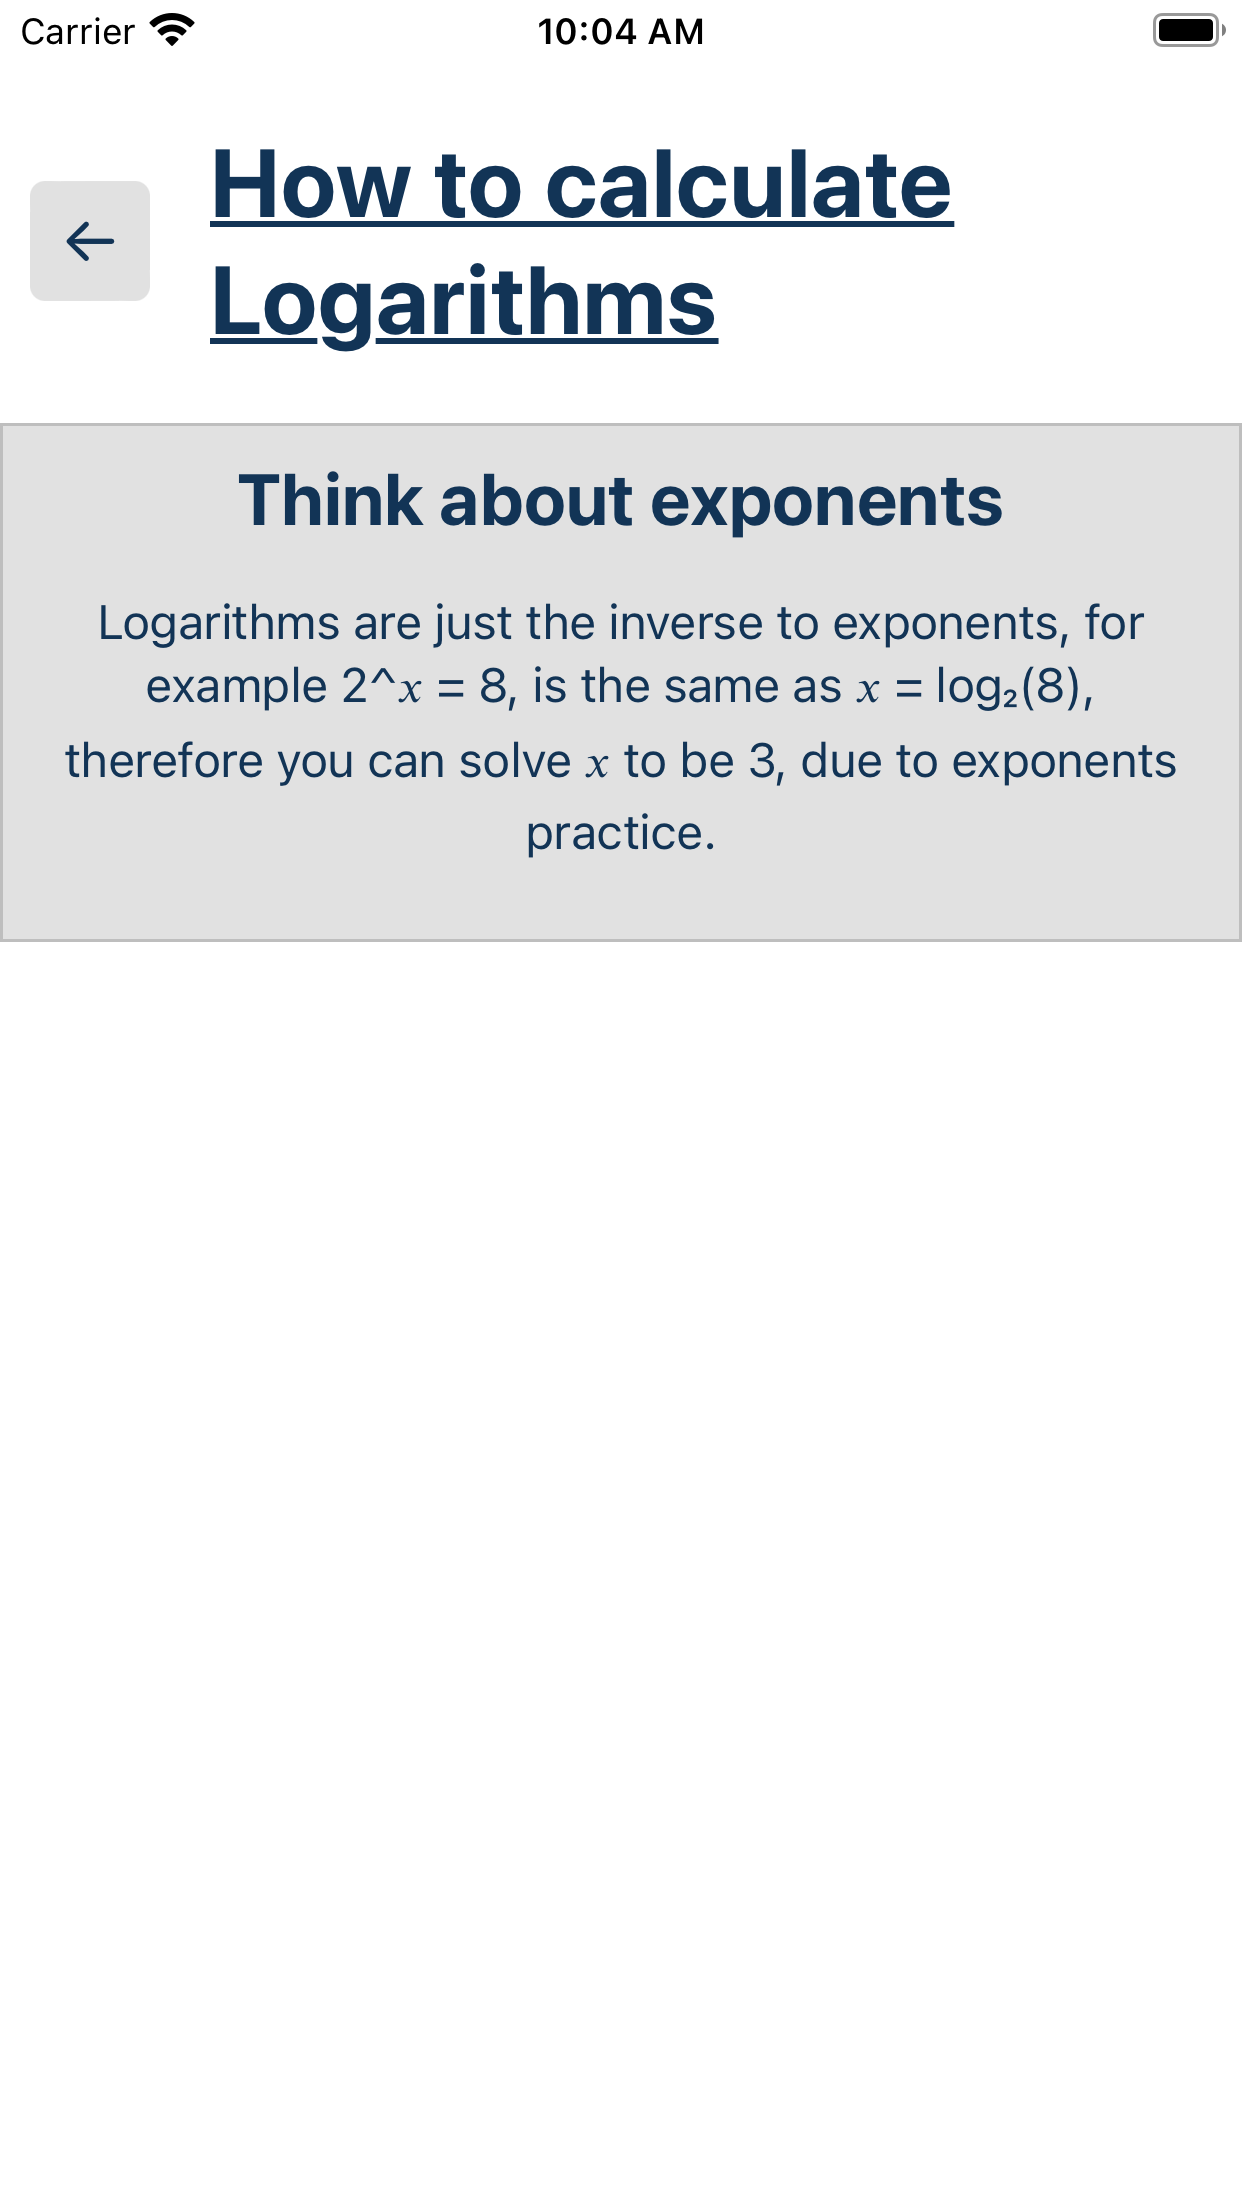 Carrier 10:04 AM
How to calculate
Logarithms
Think about exponents
Logarithms are just the inverse to exponents, for
example 2^𝑥 = 8, is the same as 𝑥 = log₂(8),
therefore you can solve 𝑥 to be 3, due to exponents
practice.